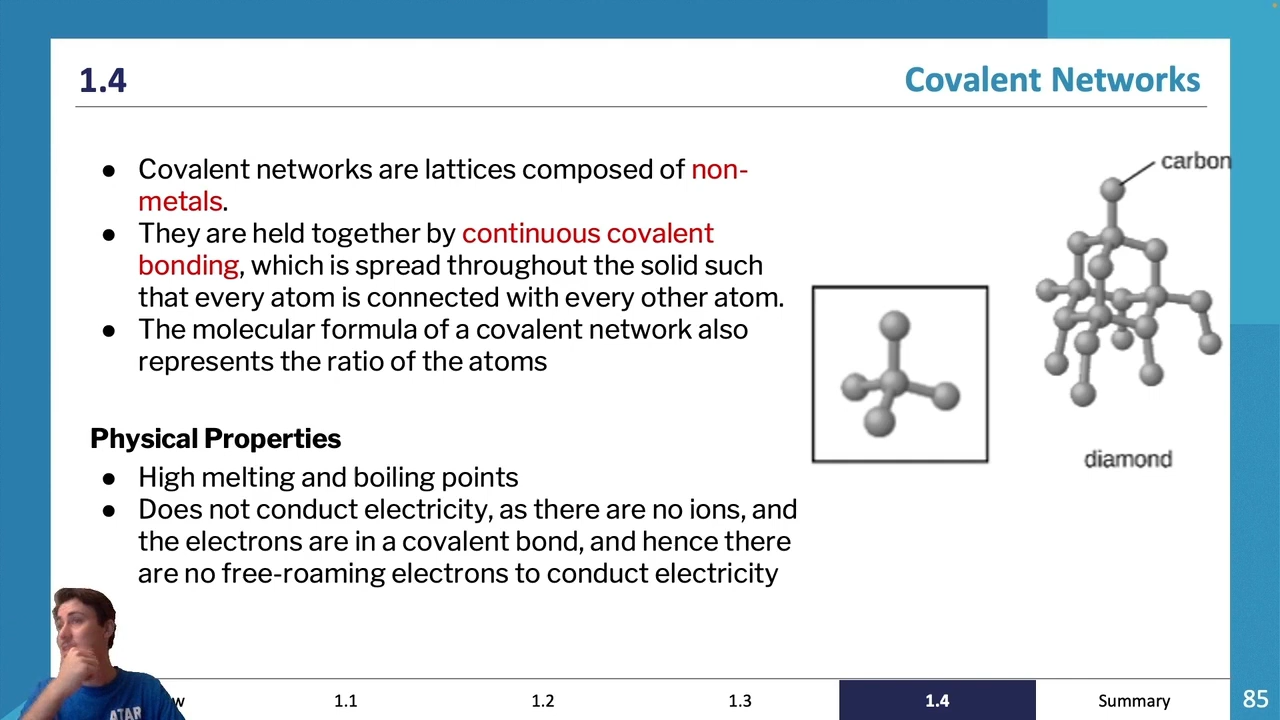 1.4
Covalent Networks
● Covalent networks are lattices composed of non-
metals.
● They are held together by continuous covalent
bonding, which is spread throughout the solid such
that every atom is connected with every other atom.
● The molecular formula of a covalent network also
represents the ratio of the atoms
carbon
diamond
Physical Properties
● High melting and boiling points
● Does not conduct electricity, as there are no ions, and
the electrons are in a covalent bond, and hence there
are no free-roaming electrons to conduct electricity
ATAR
1.1
1.2
1.3
1.4
Summary
85